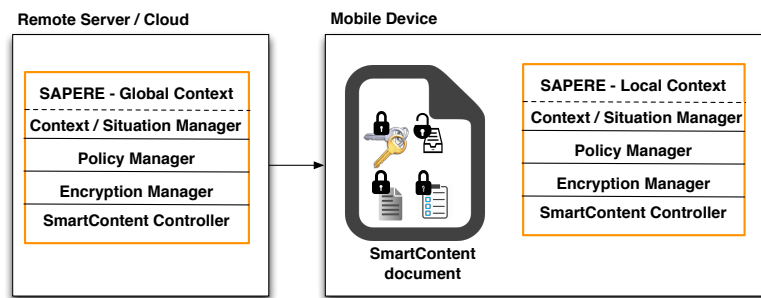 Remote Server / Cloud
SAPERE - Global Context
Context / Situation Manager
Policy Manager
Encryption Manager
SmartContent Controller
Mobile Device
SmartContent
document
SAPERE - Local Context
Context / Situation Manager
Policy Manager
Encryption Manager
SmartContent Controller